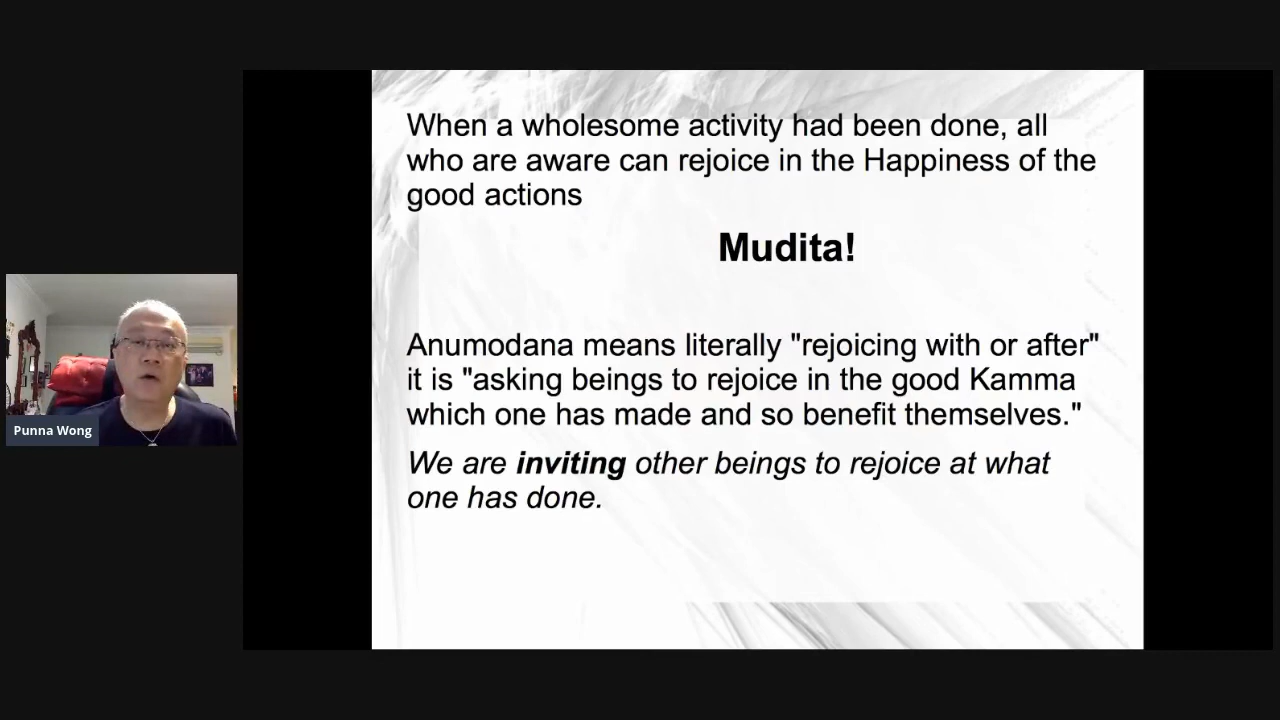 When a wholesome activity had been done, all
who are aware can rejoice in the Happiness of the
good actions
Mudita!
Anumodana means literally "rejoicing with or after"
it is "asking beings to rejoice in the good Kamma
which one has made and so benefit themselves."
We are inviting other beings to rejoice at what
one has done.
Punna Wong